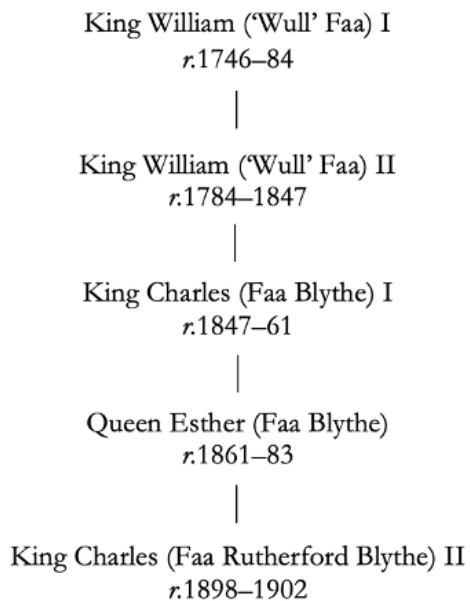 King William (‘Wull’ Faa) I
r.1746–84
King William (‘Wull’ Faa) II
r.1784–1847
King Charles (Faa Blythe) I
r.1847–61
Queen Esther (Faa Blythe)
r.1861–83
King Charles (Faa Rutherford Blythe) II
r.1898–1902